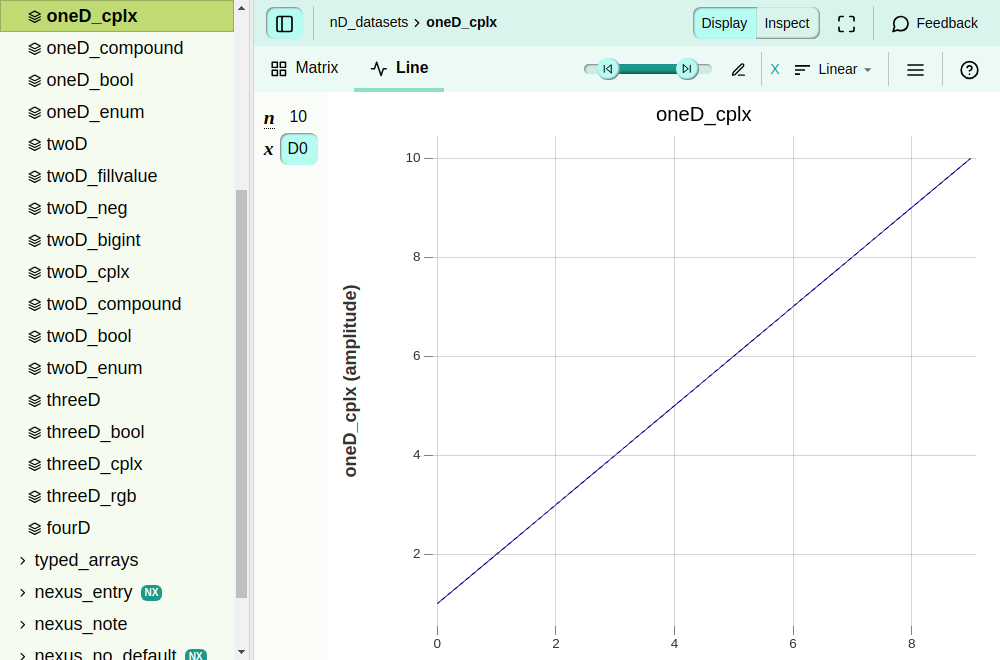 oneD_cplx
oneD_compound
oneD_bool
oneD_enum
twoD
twoD_fillvalue
twoD_neg
twoD_bigint
twoD_cplx
twoD_compound
twoD_bool
twoD_enum
threeD
threeD_bool
threeD_cplx
threeD_rgb
fourD
typed_arrays
nexus_entry NX
nexus_note
nexus_no_default NX
nD_datasets › oneD_cplx
Display Inspect Feedback
Matrix Line X Linear
n 10
x D0
oneD_cplx
oneD_cplx (amplitude)
10
8
6
4
2
0 2 4 6 8